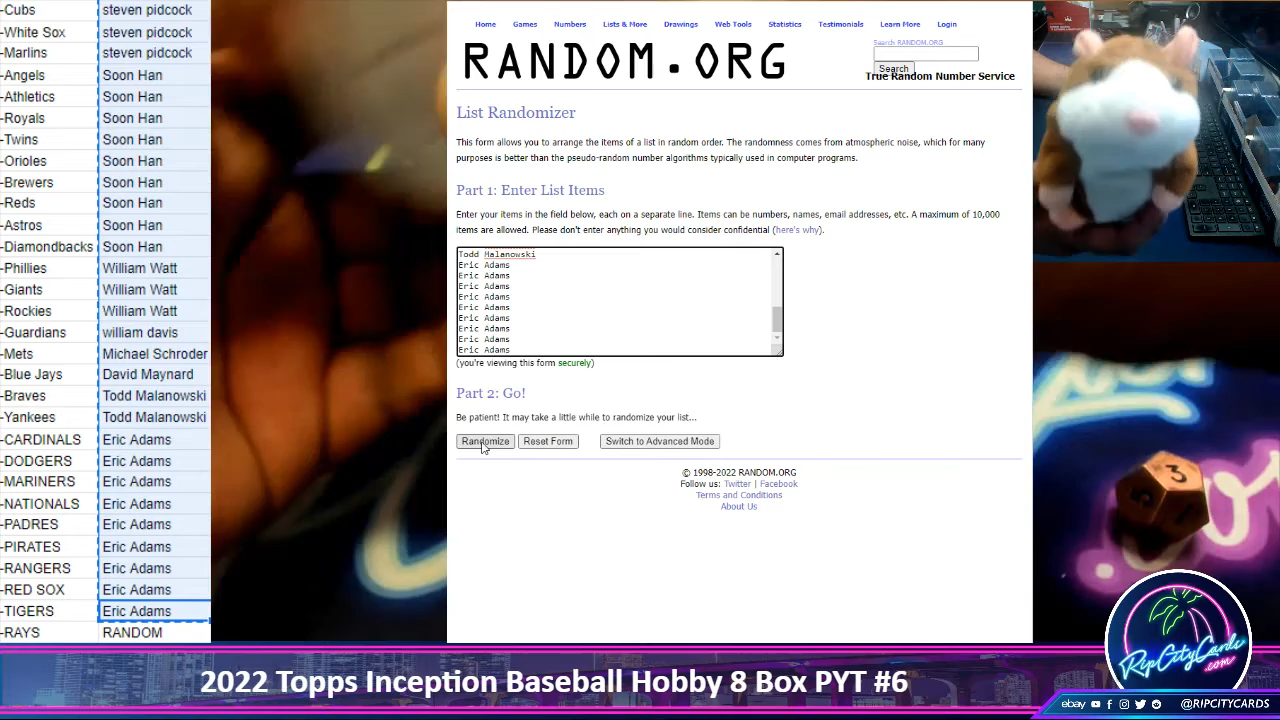 -Cubs steven pidcock
-White Sox steven pidcock
-Marlins steven pidcock
-Angels Soon Han
-Athletics Soon Han
-Royals Soon Han
-Twins Soon Han
-Orioles Soon Han
-Brewers Soon Han
-Reds Soon Han
-Astros Soon Han
-Diamondbacks Soon Han
-Phillies William Watt
-Giants William Watt
-Rockies William Watt
-Guardians william davis
-Mets Michael Schroder
-Blue Jays David Maynard
-Braves Todd Malanowski
-Yankees Todd Malanowski
-CARDINALS Eric Adams
-DODGERS Eric Adams
-MARINERS Eric Adams
-NATIONALS Eric Adams
-PADRES Eric Adams
-PIRATES Eric Adams
-RANGERS Eric Adams
-RED SOX Eric Adams
-TIGERS Eric Adams
-RAYS RANDOM
Home Games Numbers Lists & More Drawings Web Tools Statistics Testimonials Learn More Login
RANDOM.ORG
Search RANDOM.ORG
Search
True Random Number Service
List Randomizer
This form allows you to arrange the items of a list in random order. The randomness comes from atmospheric noise, which for many
purposes is better than the pseudo-random number algorithms typically used in computer programs.
Part 1: Enter List Items
Enter your items in the field below, each on a separate line. Items can be numbers, names, email addresses, etc. A maximum of 10,000
items are allowed. Please don't enter anything you would consider confidential (here's why).
Todd Malanowski
Eric Adams
Eric Adams
Eric Adams
Eric Adams
Eric Adams
Eric Adams
Eric Adams
Eric Adams
Eric Adams
(you're viewing this form securely)
Part 2: Go!
Be patient! It may take a little while to randomize your list...
Randomize Reset Form Switch to Advanced Mode
© 1998-2022 RANDOM.ORG
Follow us: Twitter | Facebook
Terms and Conditions
About Us
3
RipCityCards
.com
2022 Topps Inception Baseball Hobby 8 Box PYT #6
ebay @RIPCITYCARDS